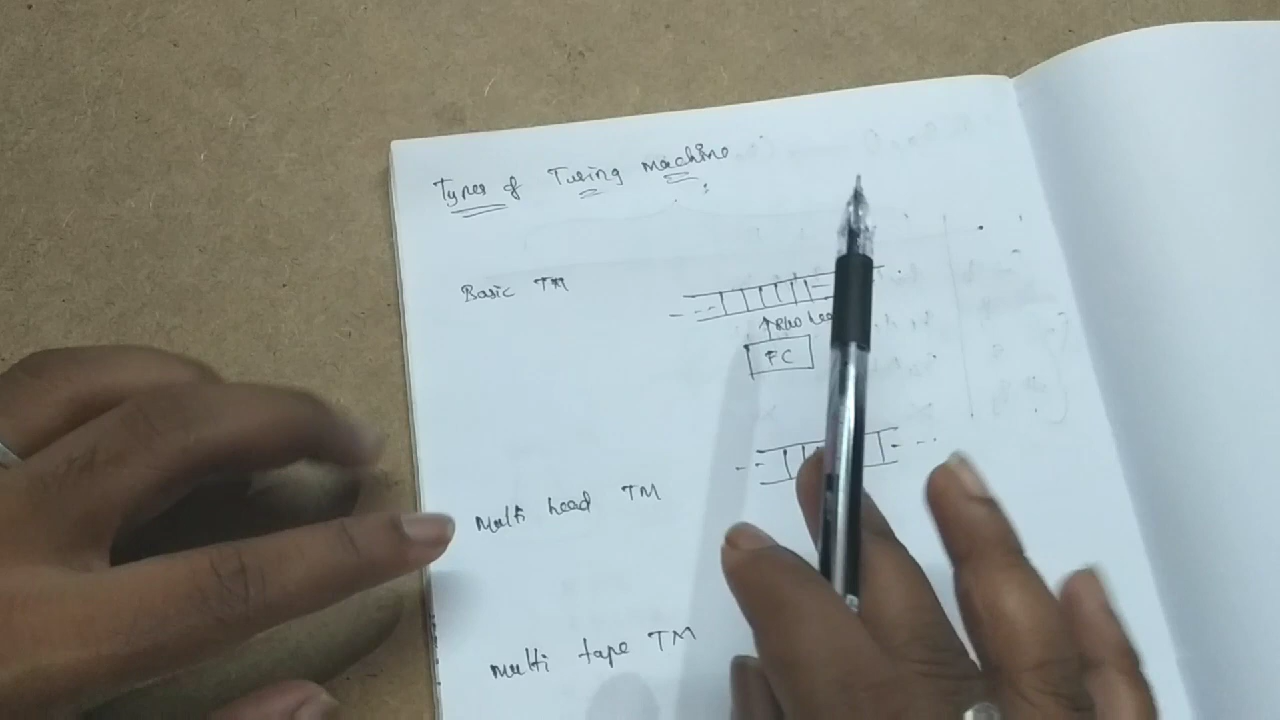 Types of Turing machine
Basic TM
R/W
FC
Multi head TM
Multi tape TM